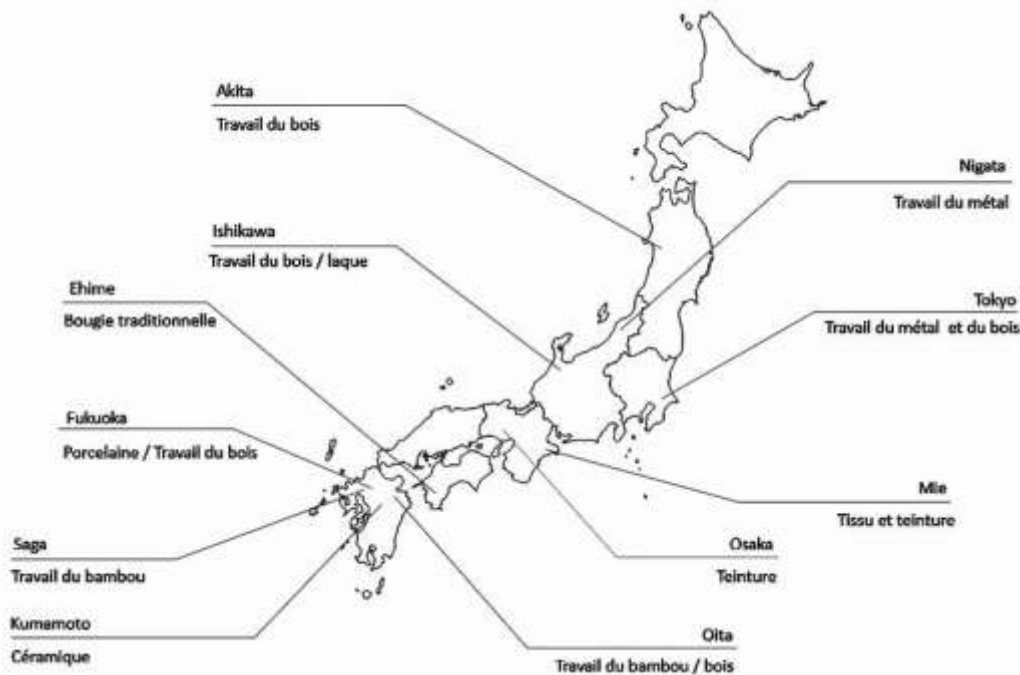 Akita
Travail du bois
Nigata
Travail du métal
Ishikawa
Travail du bois / laque
Ehime
Bougie traditionnelle
Tokyo
Travail du métal et du bois
Fukuoka
Porcelaine / Travail du bois
Mie
Tissu et teinture
Saga
Travail du bambou
Osaka
Teinture
Kumamoto
Céramique
Oita
Travail du bambou / bois